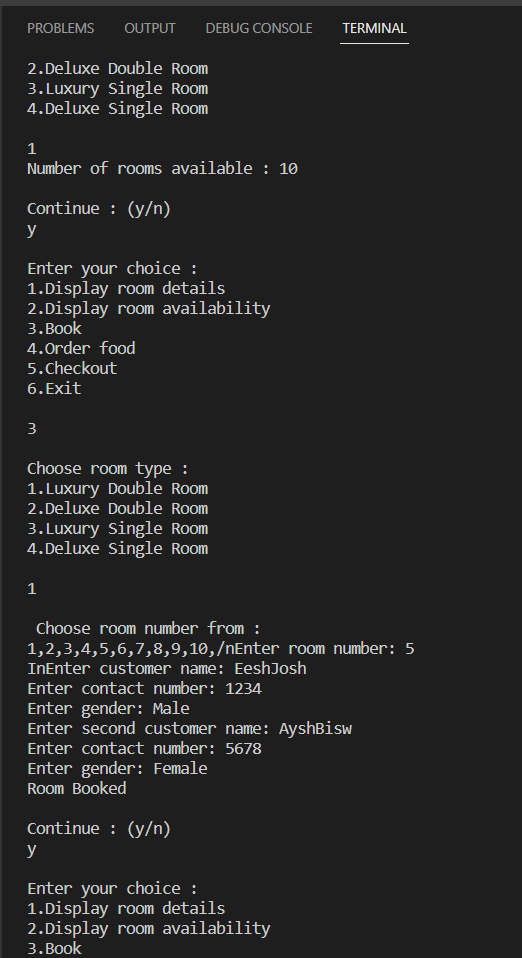 PROBLEMS OUTPUT DEBUG CONSOLE TERMINAL
2.Deluxe Double Room
3.Luxury Single Room
4.Deluxe Single Room
1
Number of rooms available : 10
Continue : (y/n)
y
Enter your choice :
1.Display room details
2.Display room availability
3.Book
4.Order food
5.Checkout
6.Exit
3
Choose room type :
1.Luxury Double Room
2.Deluxe Double Room
3.Luxury Single Room
4.Deluxe Single Room
1
Choose room number from :
1,2,3,4,5,6,7,8,9,10,/nEnter room number: 5
InEnter customer name: EeshJosh
Enter contact number: 1234
Enter gender: Male
Enter second customer name: AyshBisw
Enter contact number: 5678
Enter gender: Female
Room Booked
Continue : (y/n)
y
Enter your choice :
1.Display room details
2.Display room availability
3.Book